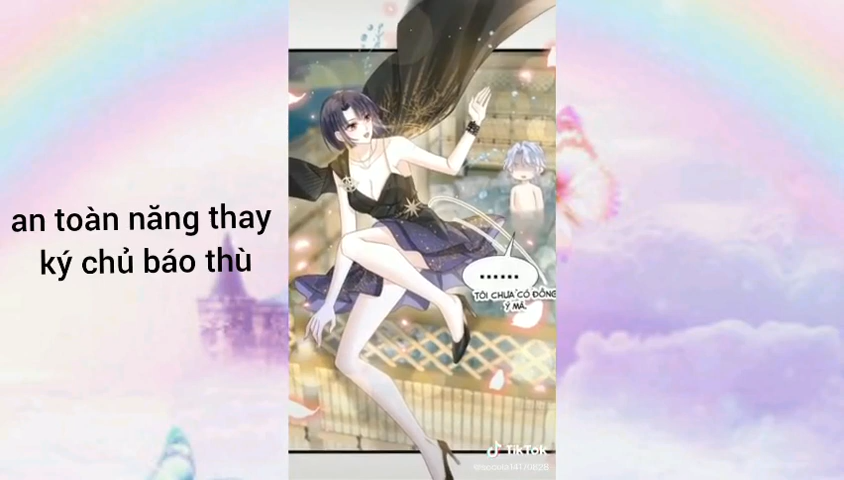 an toàn năng thay
ký chủ báo thù
......
TÔI CHƯA CÓ ĐỒNG
Ý MÀ.
TikTok